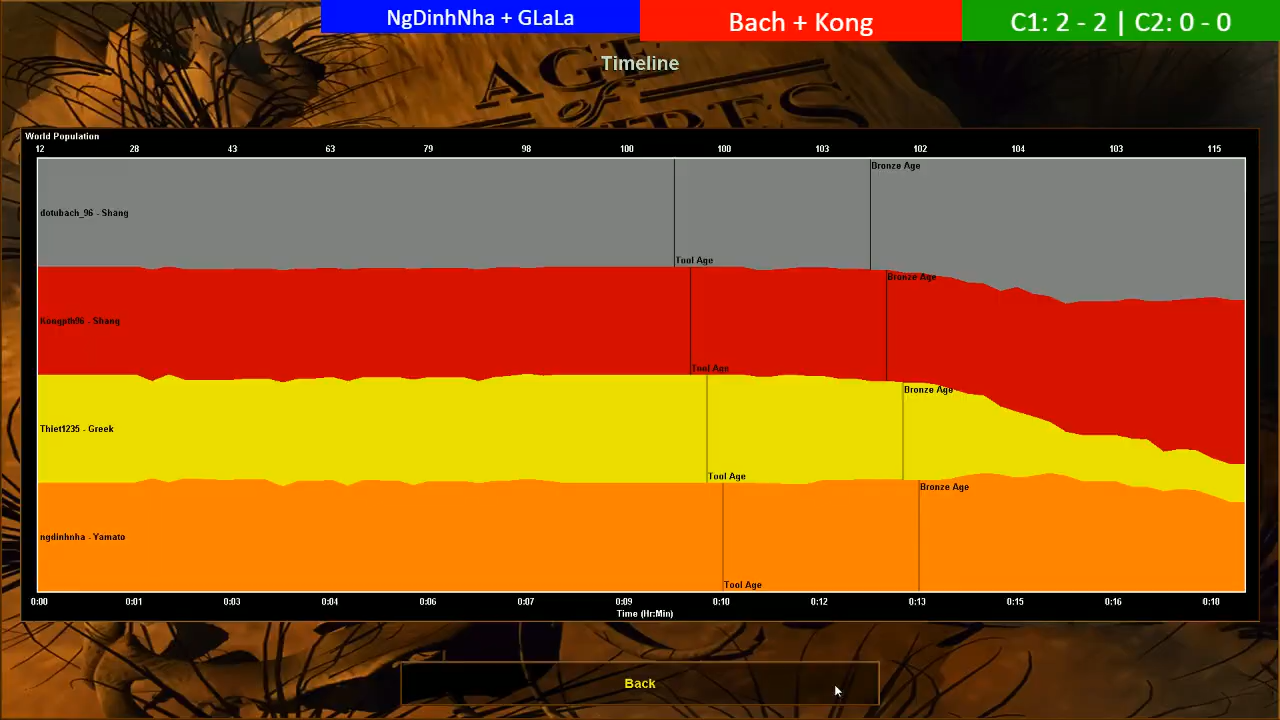 NgDinhNha + GLaLa
Bach + Kong
C1: 2 - 2 | C2: 0 - 0
AGE
of
Timeline
World Population
12 28 43 63 79 98 100 100 103 102 104 103 115
Bronze Age
dotubach_96 - Shang
Tool Age
Bronze Age
Kongpth96 - Shang
Tool Age
Bronze Age
Thiet1235 - Greek
Tool Age
Bronze Age
ngdinhnha - Yamato
Tool Age
0:00 0:01 0:03 0:04 0:06 0:07 0:09 0:10 0:12 0:13 0:15 0:16 0:18
Time (Hr:Min)
Back